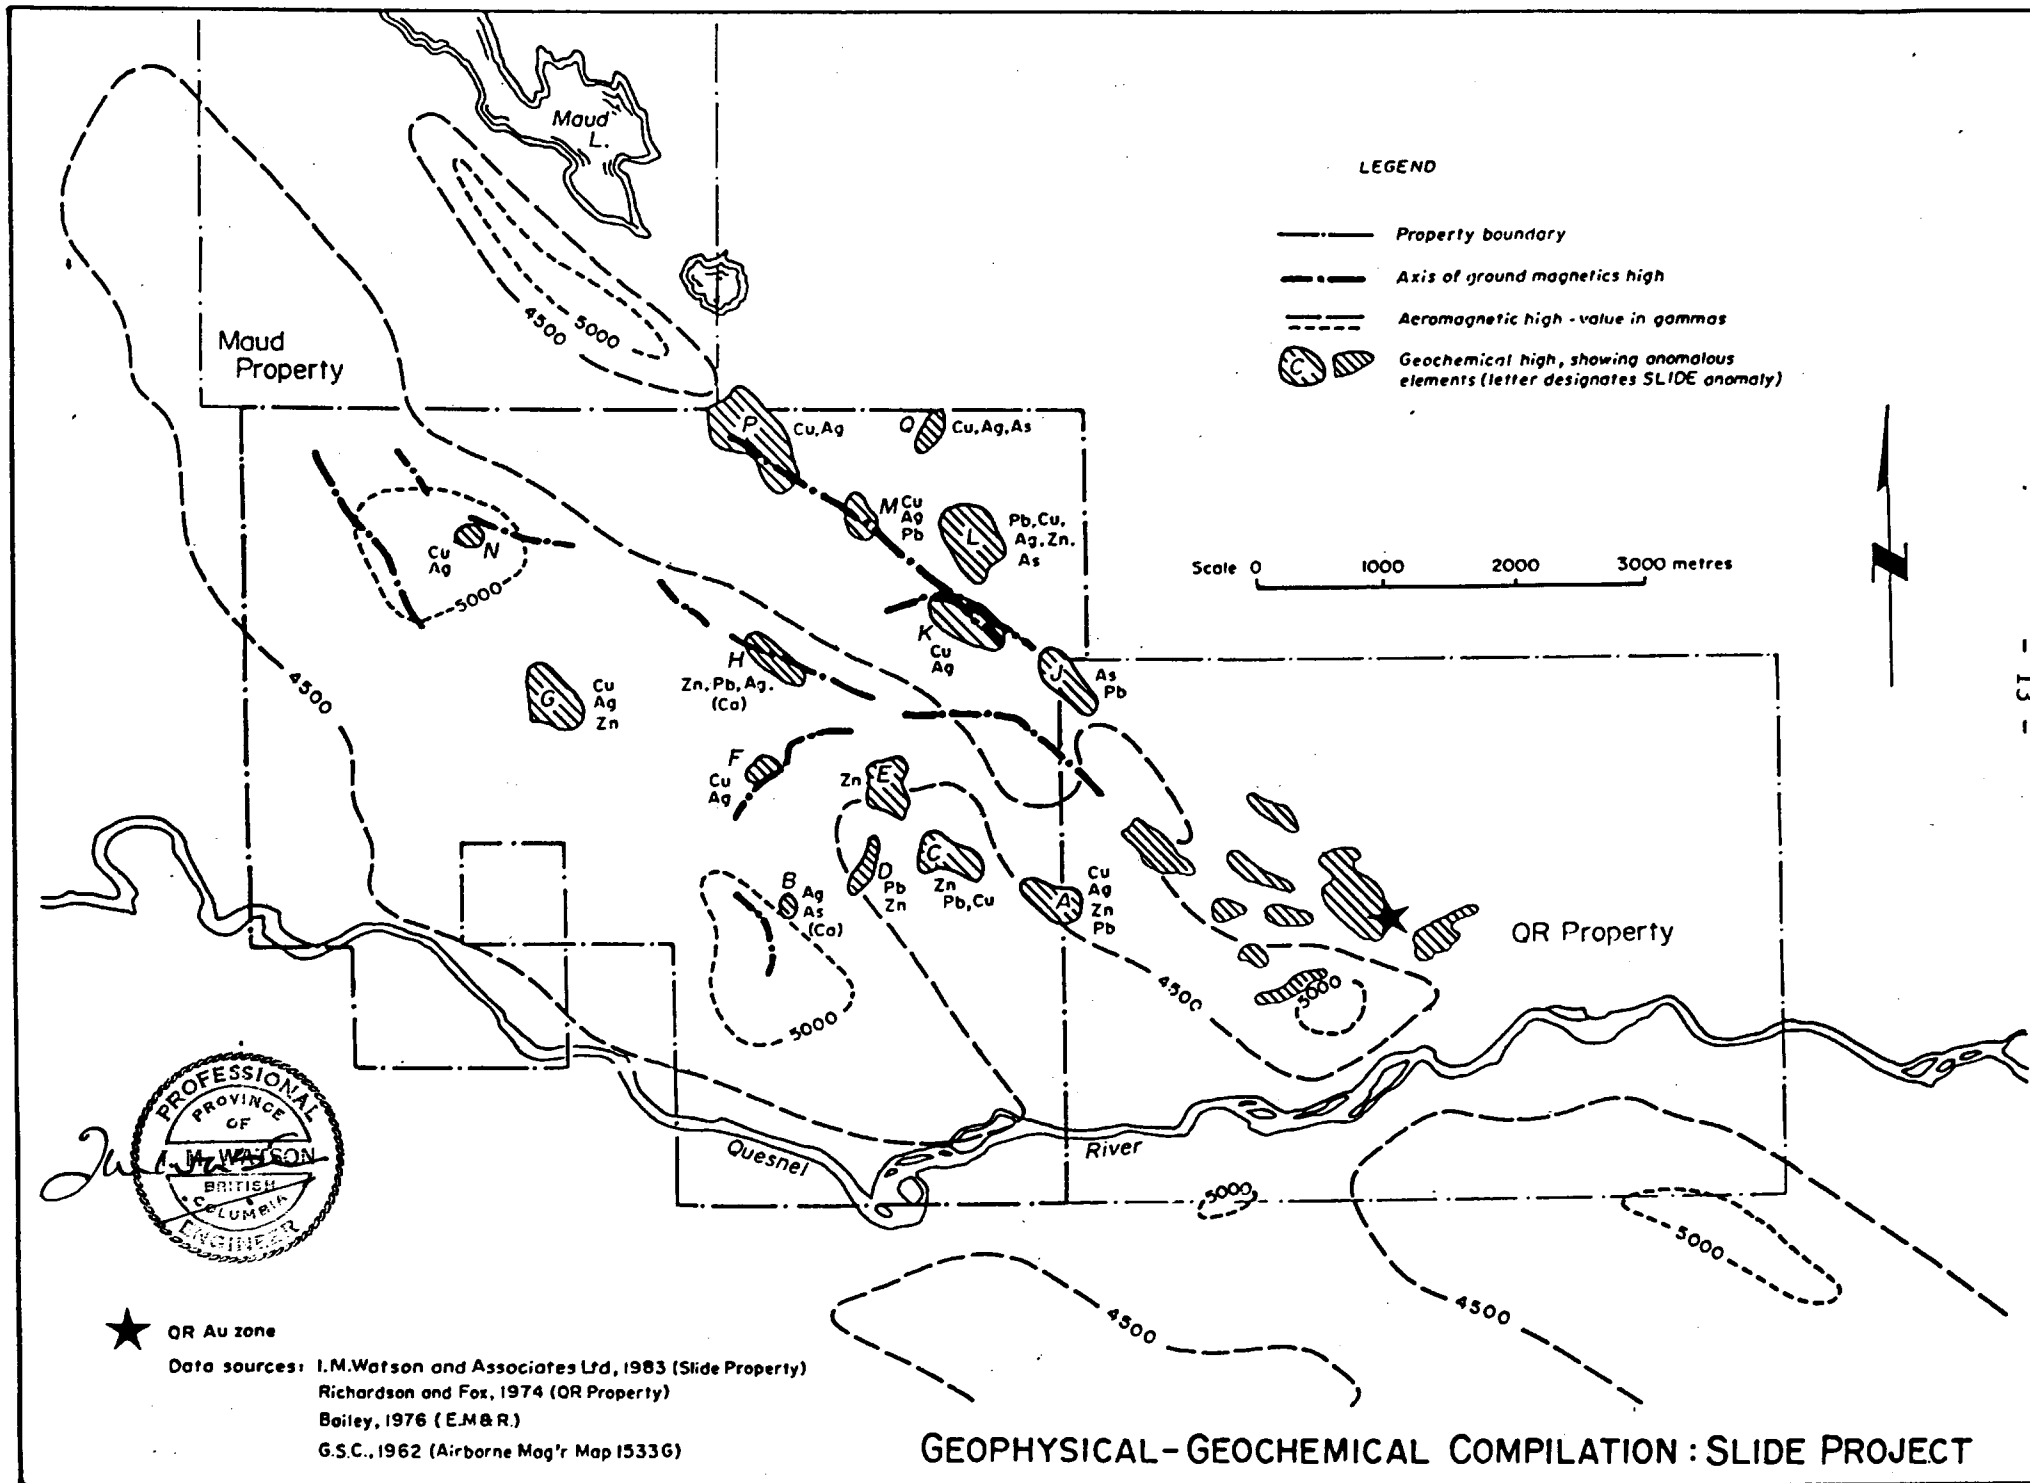 Maud
L.
LEGEND
Property boundary
Axis of ground magnetics high
Aeromagnetic high - value in gammas
C
Geochemical high, showing anomalous
elements (letter designates SLIDE anomaly)
4500
5000
Maud
Property
P
Cu, Ag
Q
Cu, Ag, As
M
Cu
Ag
Pb
L
Pb, Cu,
Ag, Zn,
As
N
Cu
Ag
5000
Scale 0 1000 2000 3000 metres
N
- 13 -
K
Cu
Ag
H
Zn, Pb, Ag,
(Ca)
J
As
Pb
4500
G
Cu
Ag
Zn
F
Cu
Ag
E
Zn
C
Zn
Pb, Cu
D
Pb
Zn
B
Ag
As
(Ca)
A
Cu
Ag
Zn
Pb
QR Property
5000
4500
5000
PROFESSIONAL
PROVINCE
OF
I. M. WATSON
BRITISH
COLUMBIA
ENGINEER
Quesnel
River
5000
5000
4500
4500
QR Au zone
Data sources: I.M.Watson and Associates Ltd, 1983 (Slide Property)
Richardson and Fox, 1974 (QR Property)
Bailey, 1976 (E.M & R.)
G.S.C., 1962 (Airborne Mag'r Map 1533G)
GEOPHYSICAL-GEOCHEMICAL COMPILATION : SLIDE PROJECT